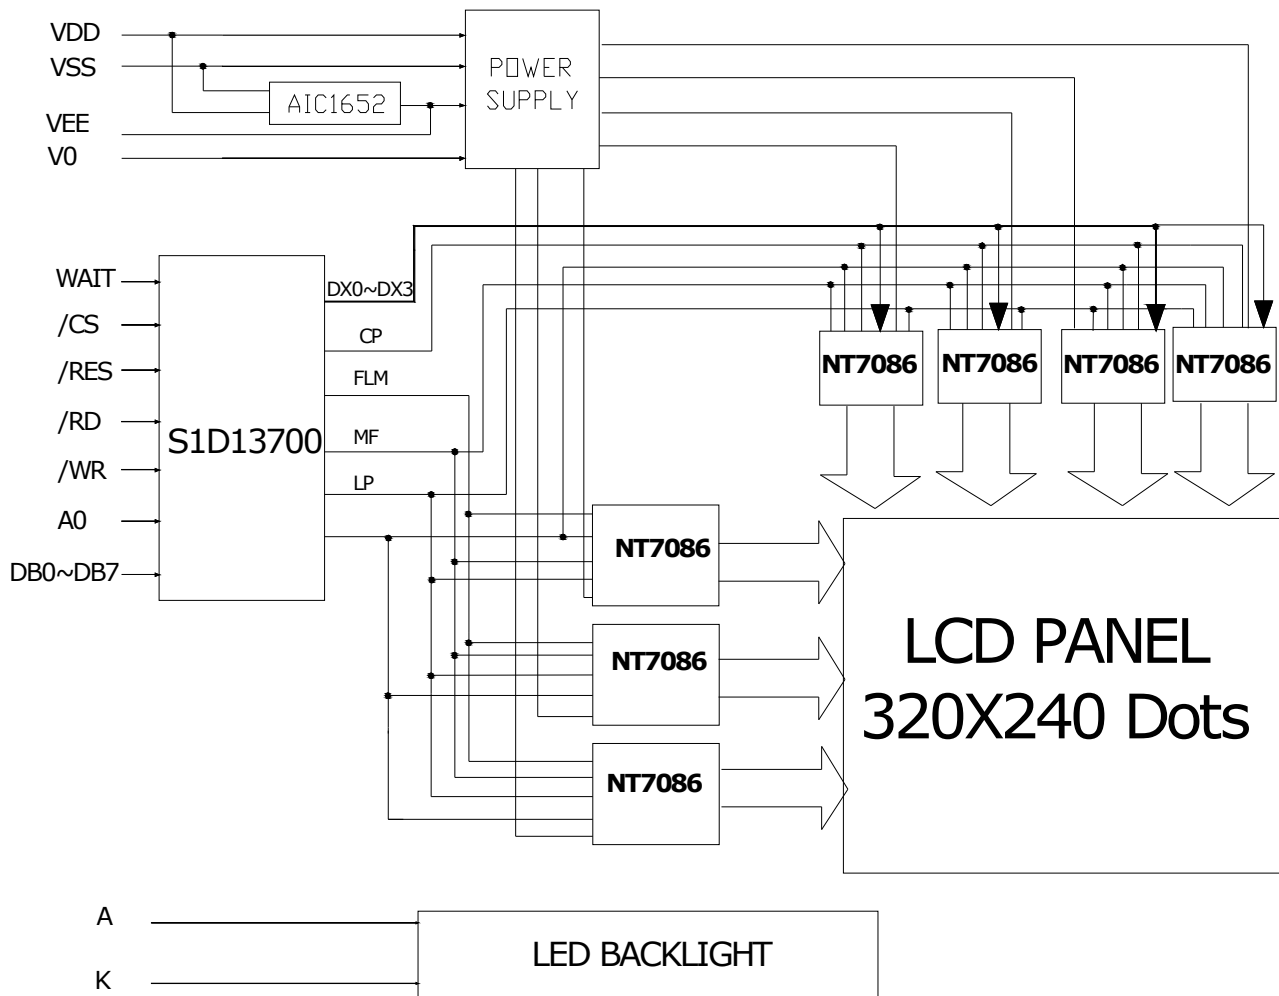 VDD
VSS
VEE
V0
AIC1652
POWER
SUPPLY
WAIT
/CS
/RES
/RD
/WR
A0
DB0~DB7
S1D13700
DX0~DX3
CP
FLM
MF
LP
NT7086
NT7086
NT7086
NT7086
NT7086
NT7086
NT7086
LCD PANEL
320X240 Dots
A
K
LED BACKLIGHT